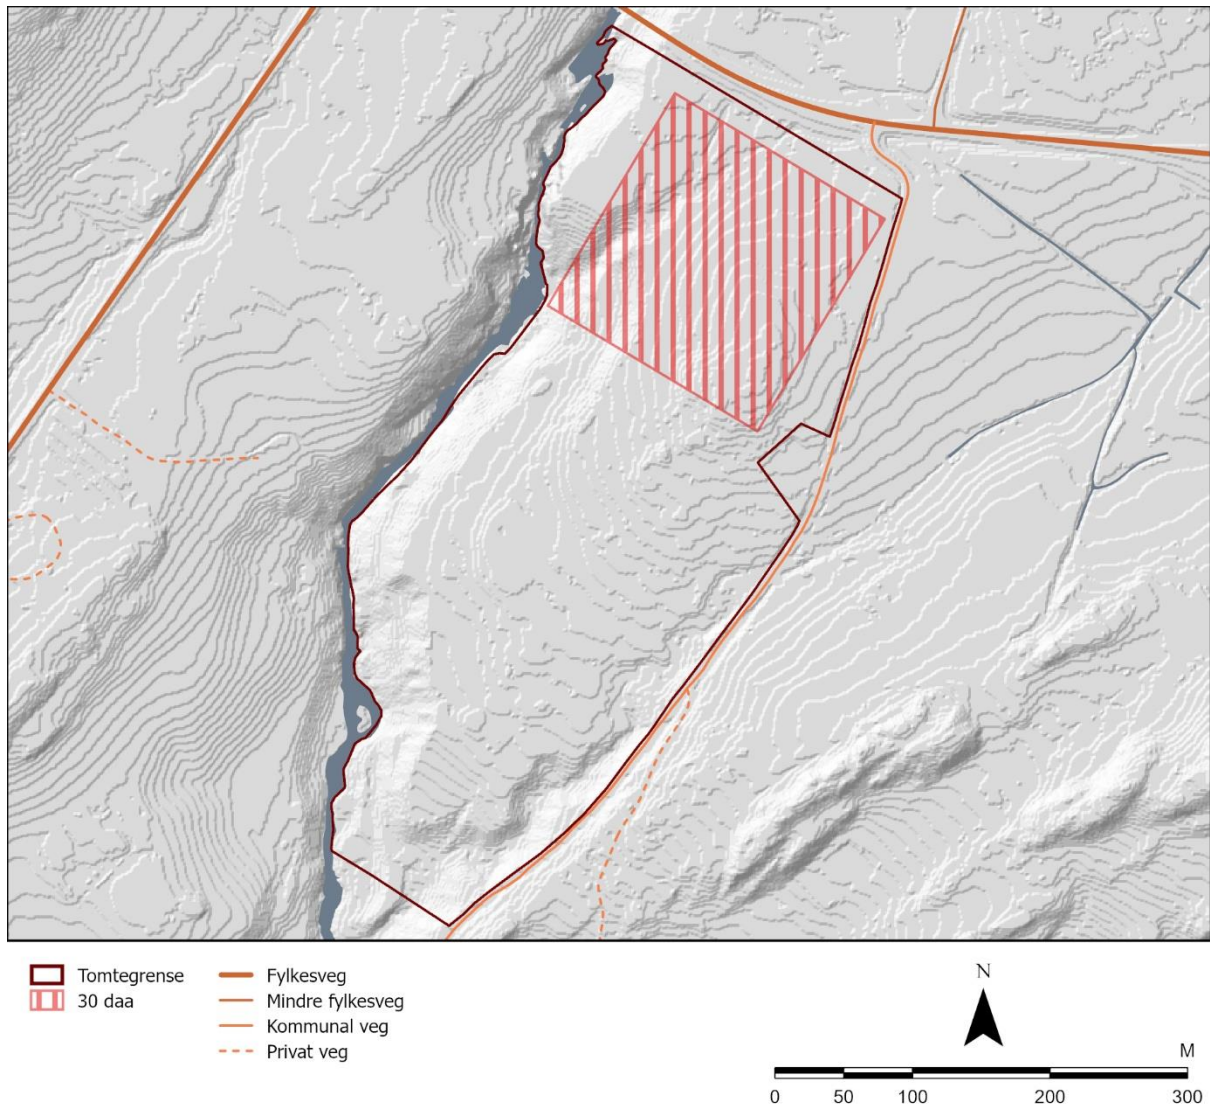 Tomtegrense
30 daa
Fylkesveg
Mindre fylkesveg
Kommunal veg
Privat veg
N
M
0 50 100 200 300